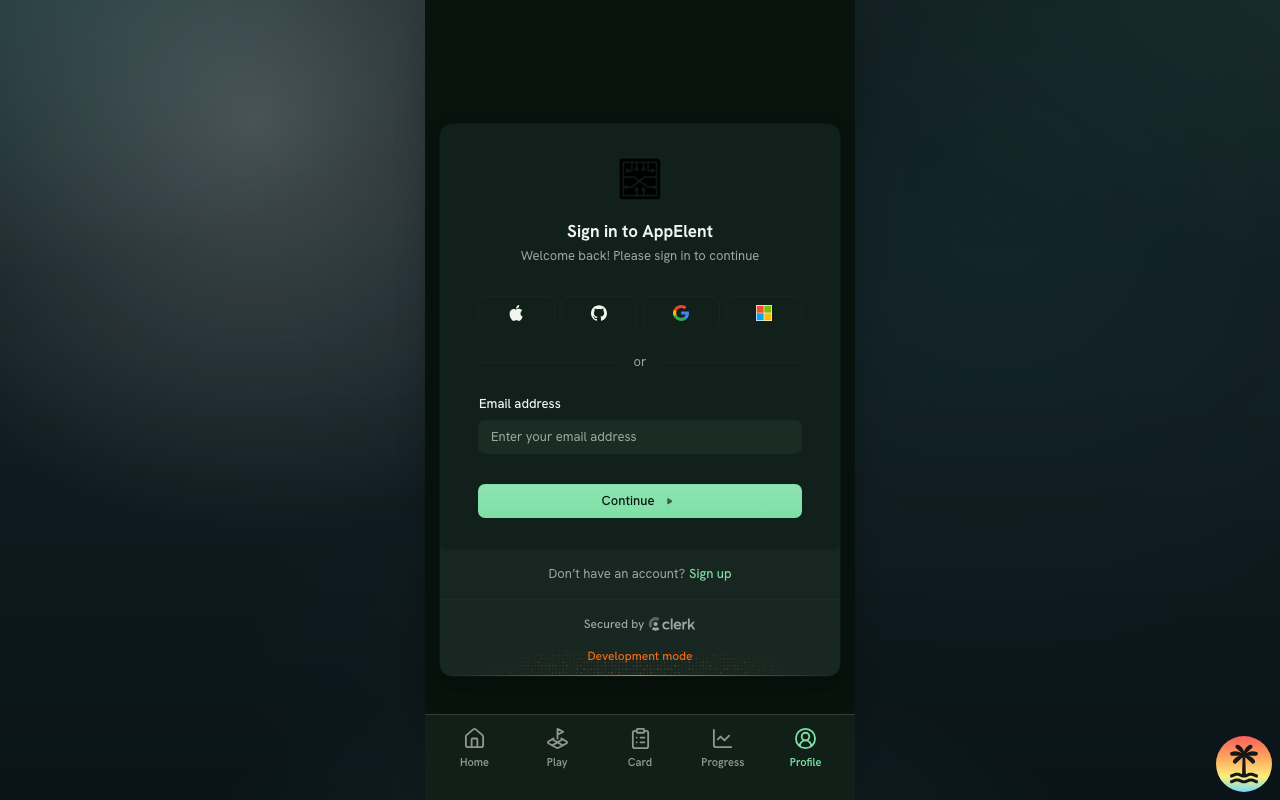 Sign in to AppElent
Welcome back! Please sign in to continue
or
Email address
Enter your email address
Continue
Don’t have an account? Sign up
Secured by clerk
Development mode
Home
Play
Card
Progress
Profile